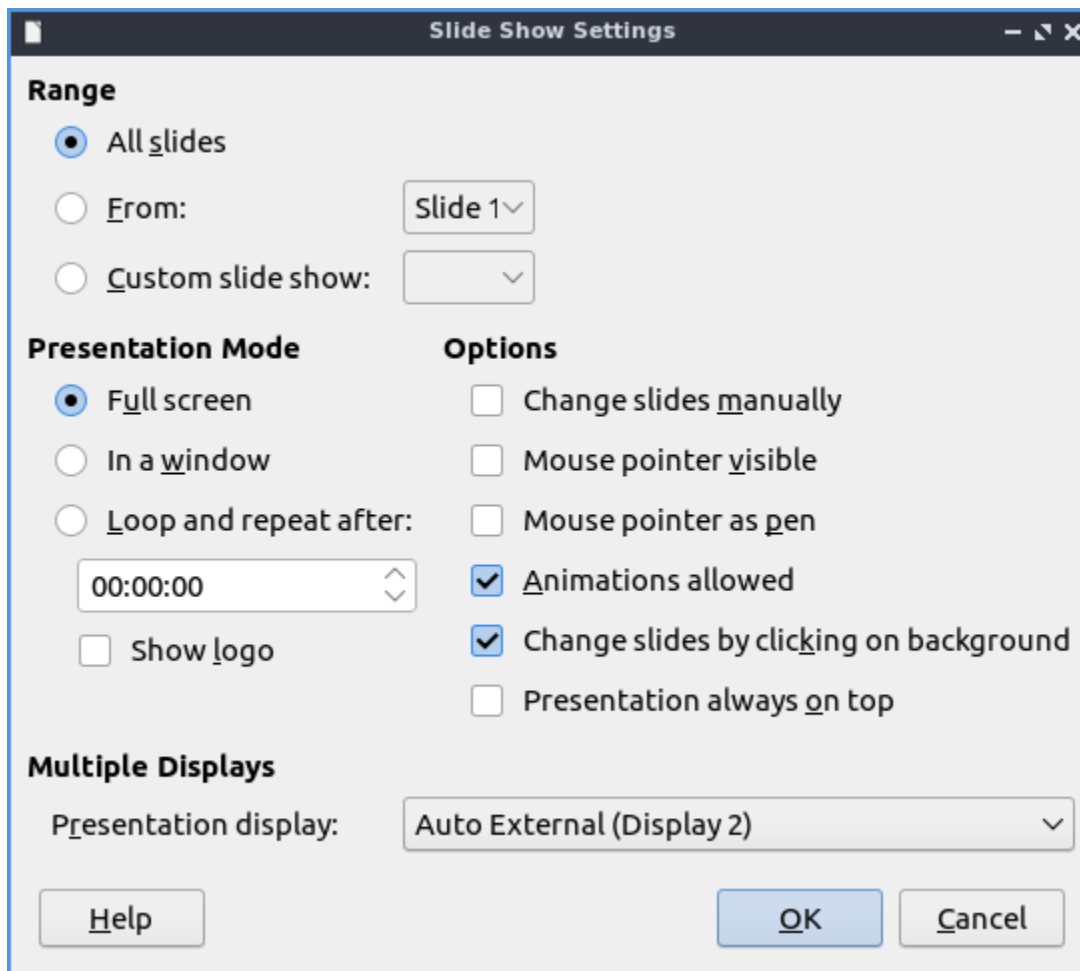 Slide Show Settings
Range
All slides
From: Slide 1
Custom slide show:
Presentation Mode
Full screen
In a window
Loop and repeat after:
00:00:00
Show logo
Options
Change slides manually
Mouse pointer visible
Mouse pointer as pen
Animations allowed
Change slides by clicking on background
Presentation always on top
Multiple Displays
Presentation display: Auto External (Display 2)
Help OK Cancel